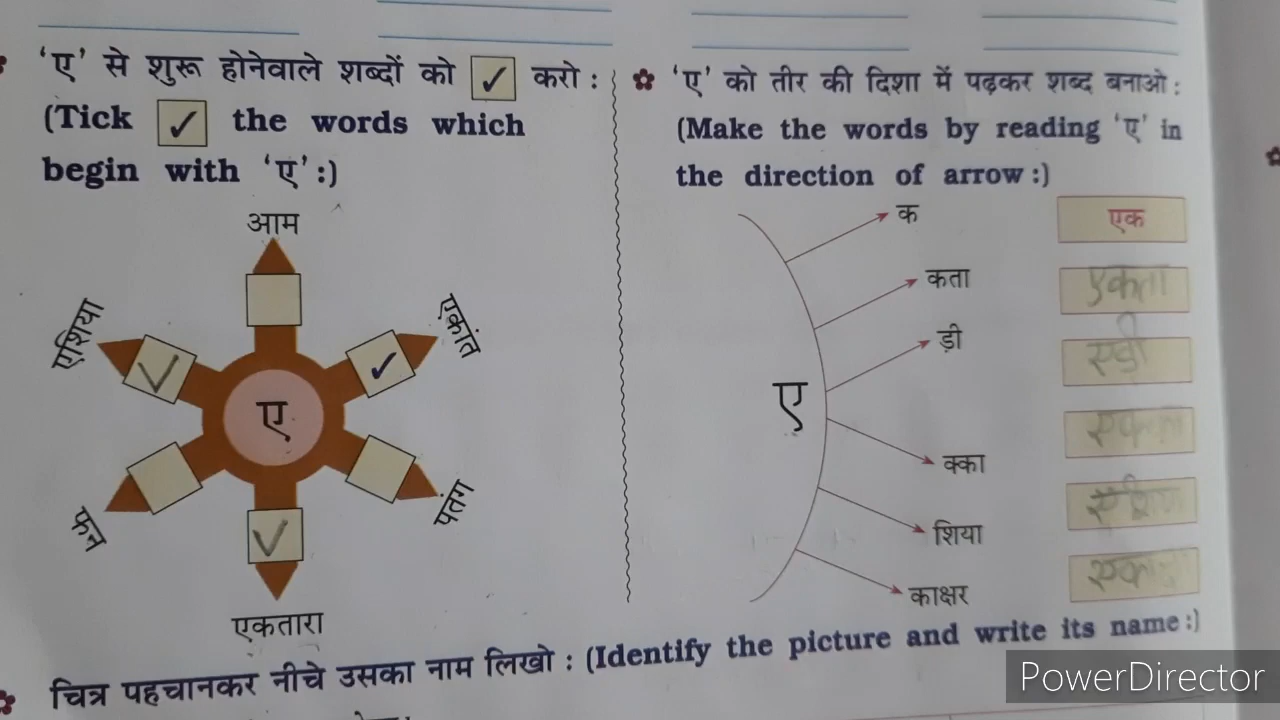 'ए' से शुरू होनेवाले शब्दों को ✓ करो :
(Tick ✓ the words which
begin with 'ए' :)
आम
एशिया
एकांत
ए
फन
पतंग
एकतारा
'ए' को तीर की दिशा में पढ़कर शब्द बनाओ :
(Make the words by reading 'ए' in
the direction of arrow :)
क
एक
कता
एकता
ड़ी
ए
क्का
शिया
काक्षर
चित्र पहचानकर नीचे उसका नाम लिखो : (Identify the picture and write its name :)
PowerDirector